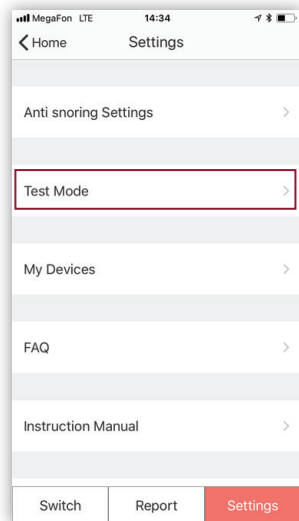 MegaFon LTE 14:34
Home Settings
Anti snoring Settings
Test Mode
My Devices
FAQ
Instruction Manual
Switch Report Settings